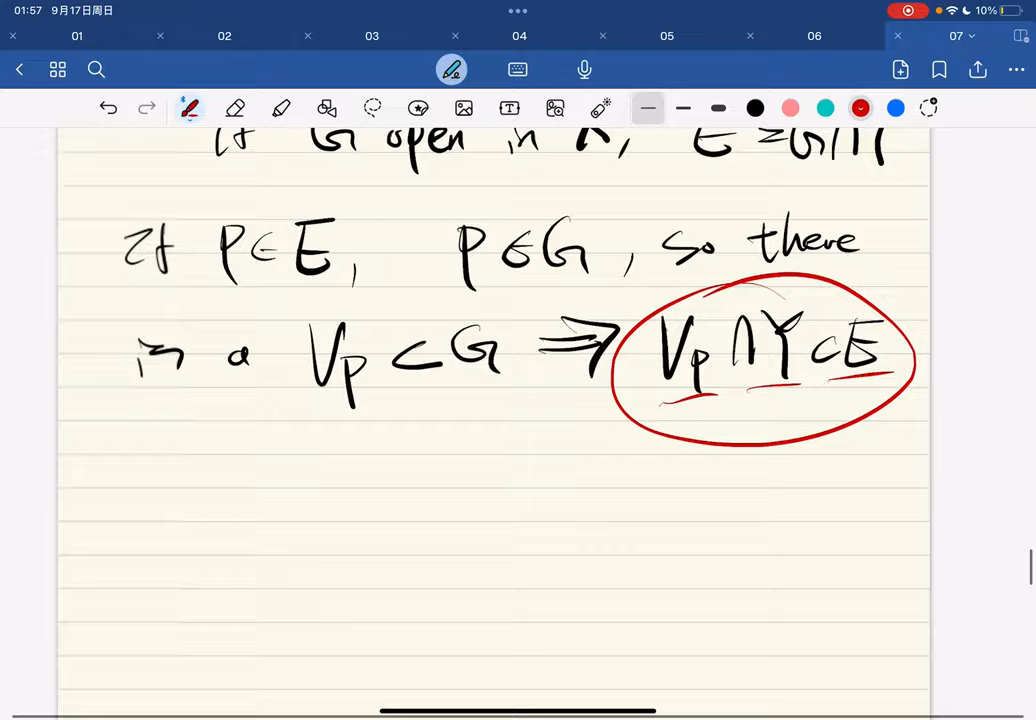 01:57 9月17日周日 10%
01 02 03 04 05 06 07
If G open in X, E = G∩Y
If p∈E, p∈G, so there
is a Vp ⊂ G ⇒ Vp ∩ Y ⊂ E